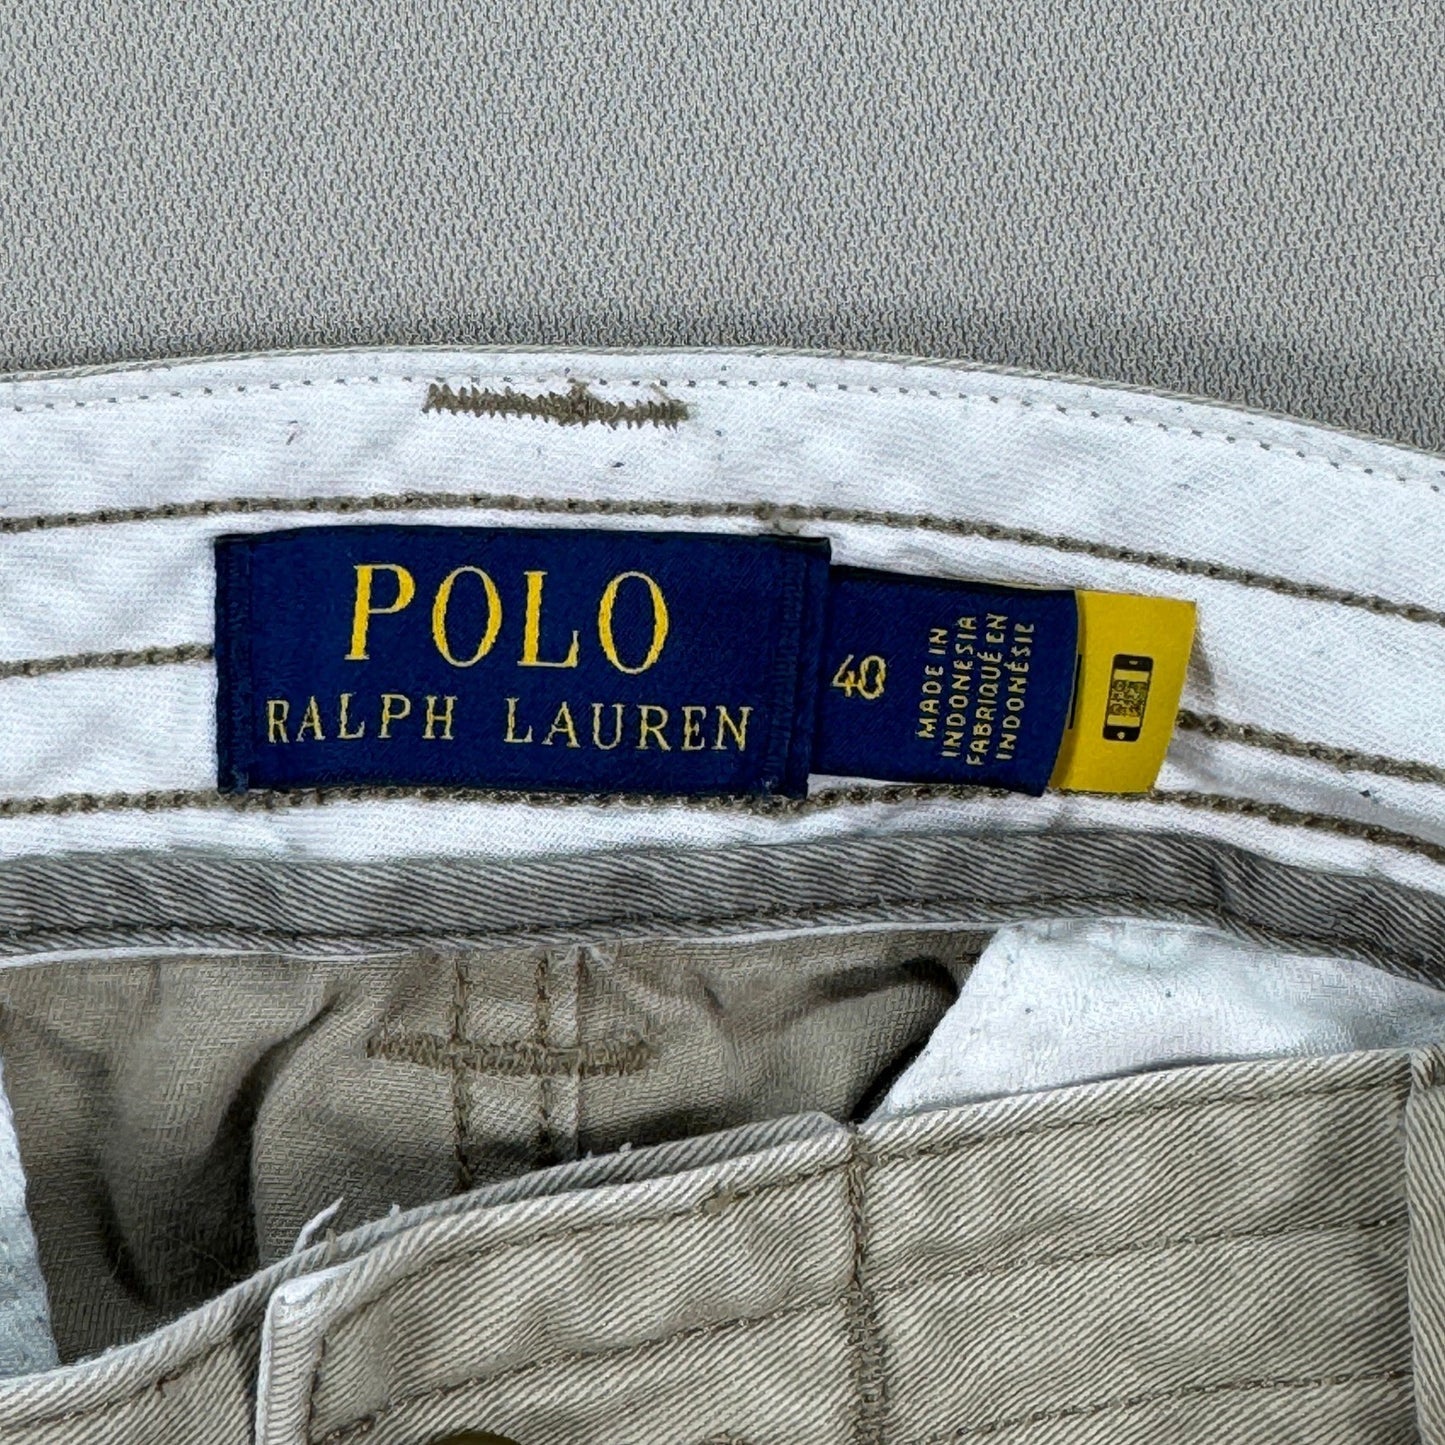 POLO
RALPH LAUREN
40
MADE IN
INDONESIA
FABRIQUÉ EN
INDONÉSIE